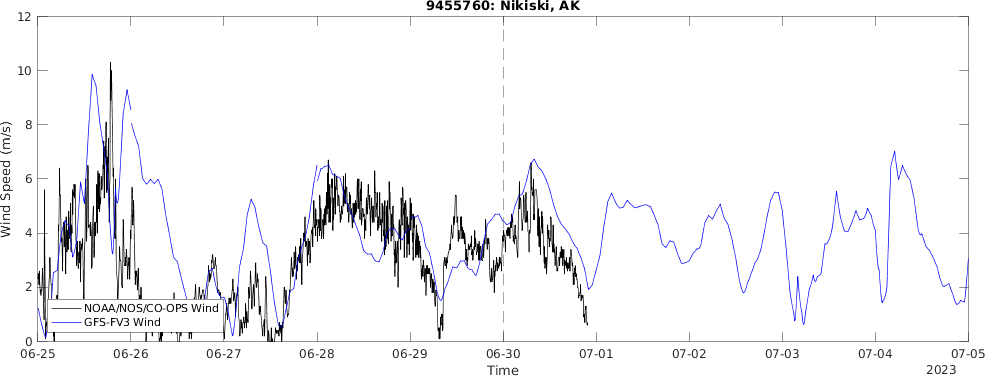 9455760: Nikiski, AK
Wind Speed (m/s)
12
10
8
6
4
2
0
NOAA/NOS/CO-OPS Wind
GFS-FV3 Wind
06-25 06-26 06-27 06-28 06-29 06-30 07-01 07-02 07-03 07-04 07-05
Time
2023